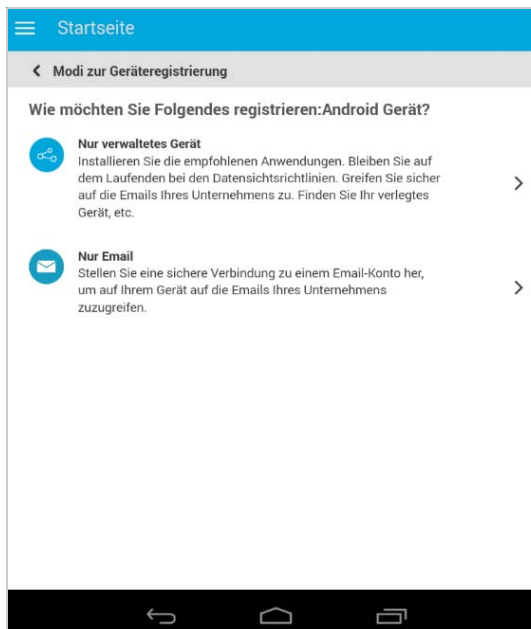 Startseite
Modi zur Geräteregistrierung
Wie möchten Sie Folgendes registrieren:Android Gerät?
Nur verwaltetes Gerät
Installieren Sie die empfohlenen Anwendungen. Bleiben Sie auf
dem Laufenden bei den Datensichtsrichtlinien. Greifen Sie sicher
auf die Emails Ihres Unternehmens zu. Finden Sie Ihr verlegtes
Gerät, etc.
Nur Email
Stellen Sie eine sichere Verbindung zu einem Email-Konto her,
um auf Ihrem Gerät auf die Emails Ihres Unternehmens
zuzugreifen.